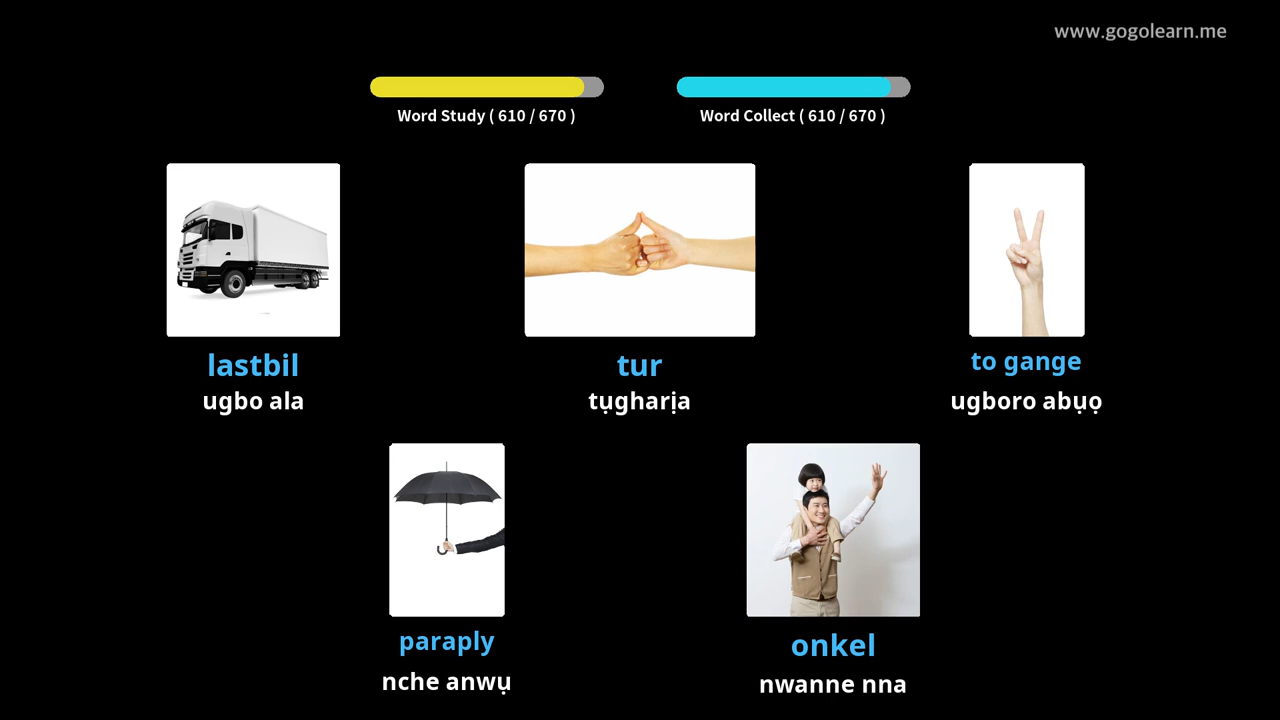 www.gogolearn.me
Word Study ( 610 / 670 )
Word Collect ( 610 / 670 )
lastbil
ugbo ala
tur
tụgharịa
to gange
ugboro abụọ
paraply
nche anwụ
onkel
nwanne nna